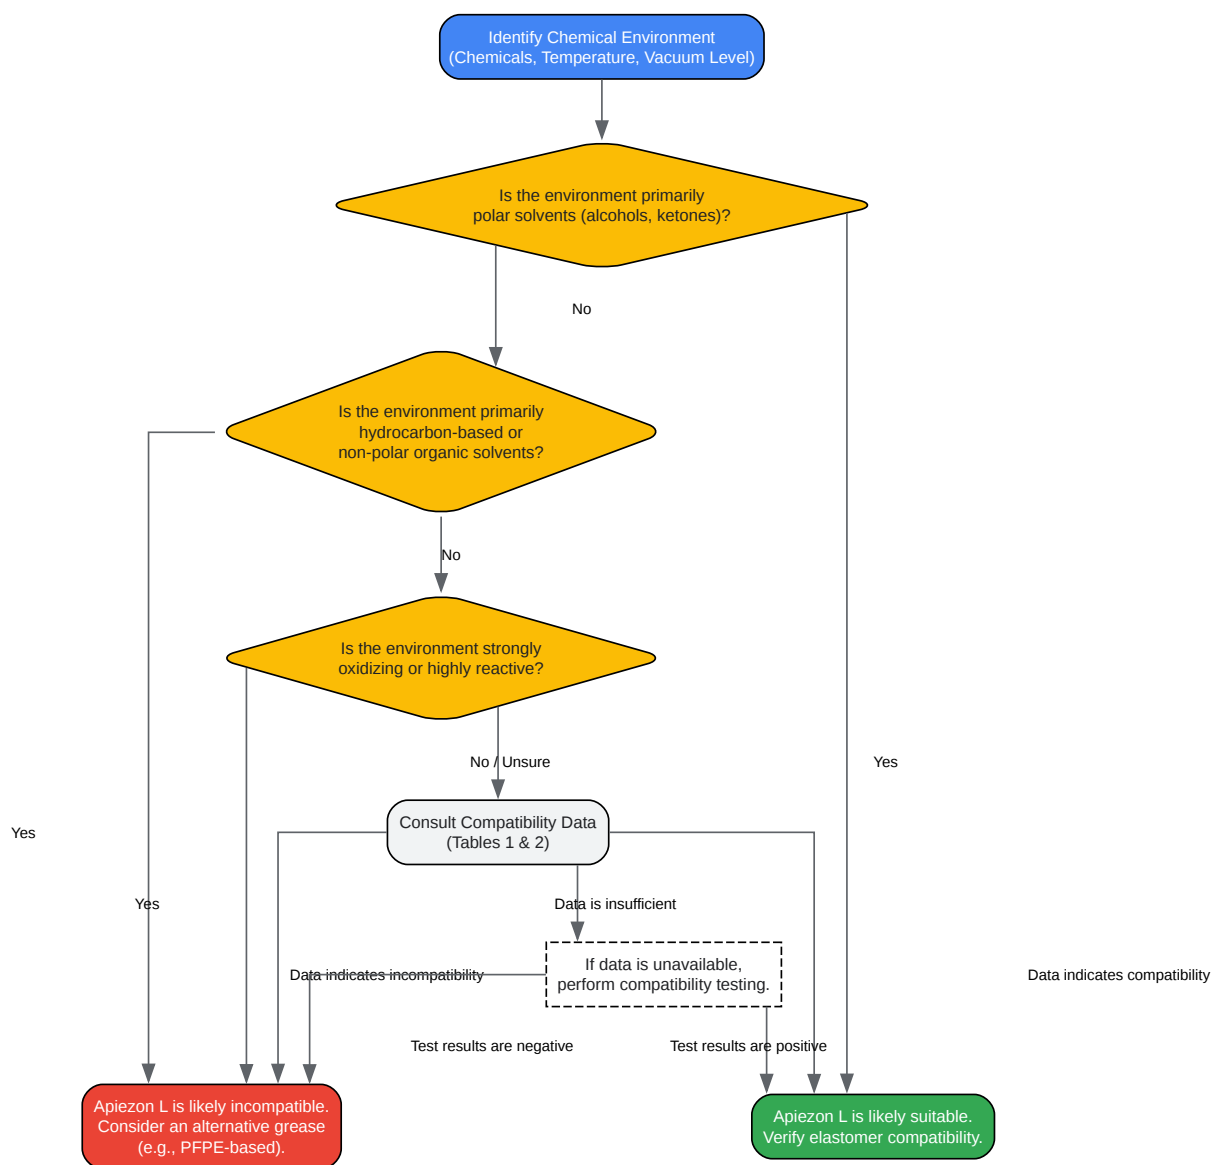 Identify Chemical Environment
(Chemicals, Temperature, Vacuum Level)
Is the environment primarily
polar solvents (alcohols, ketones)?
No
Is the environment primarily
hydrocarbon-based or
non-polar organic solvents?
No
Is the environment strongly
oxidizing or highly reactive?
No / Unsure
Yes
Consult Compatibility Data
(Tables 1 & 2)
Yes
Yes
Data is insufficient
If data is unavailable,
perform compatibility testing.
Data indicates incompatibility
Data indicates compatibility
Test results are negative
Test results are positive
Apiezon L is likely incompatible.
Consider an alternative grease
(e.g., PFPE-based).
Apiezon L is likely suitable.
Verify elastomer compatibility.